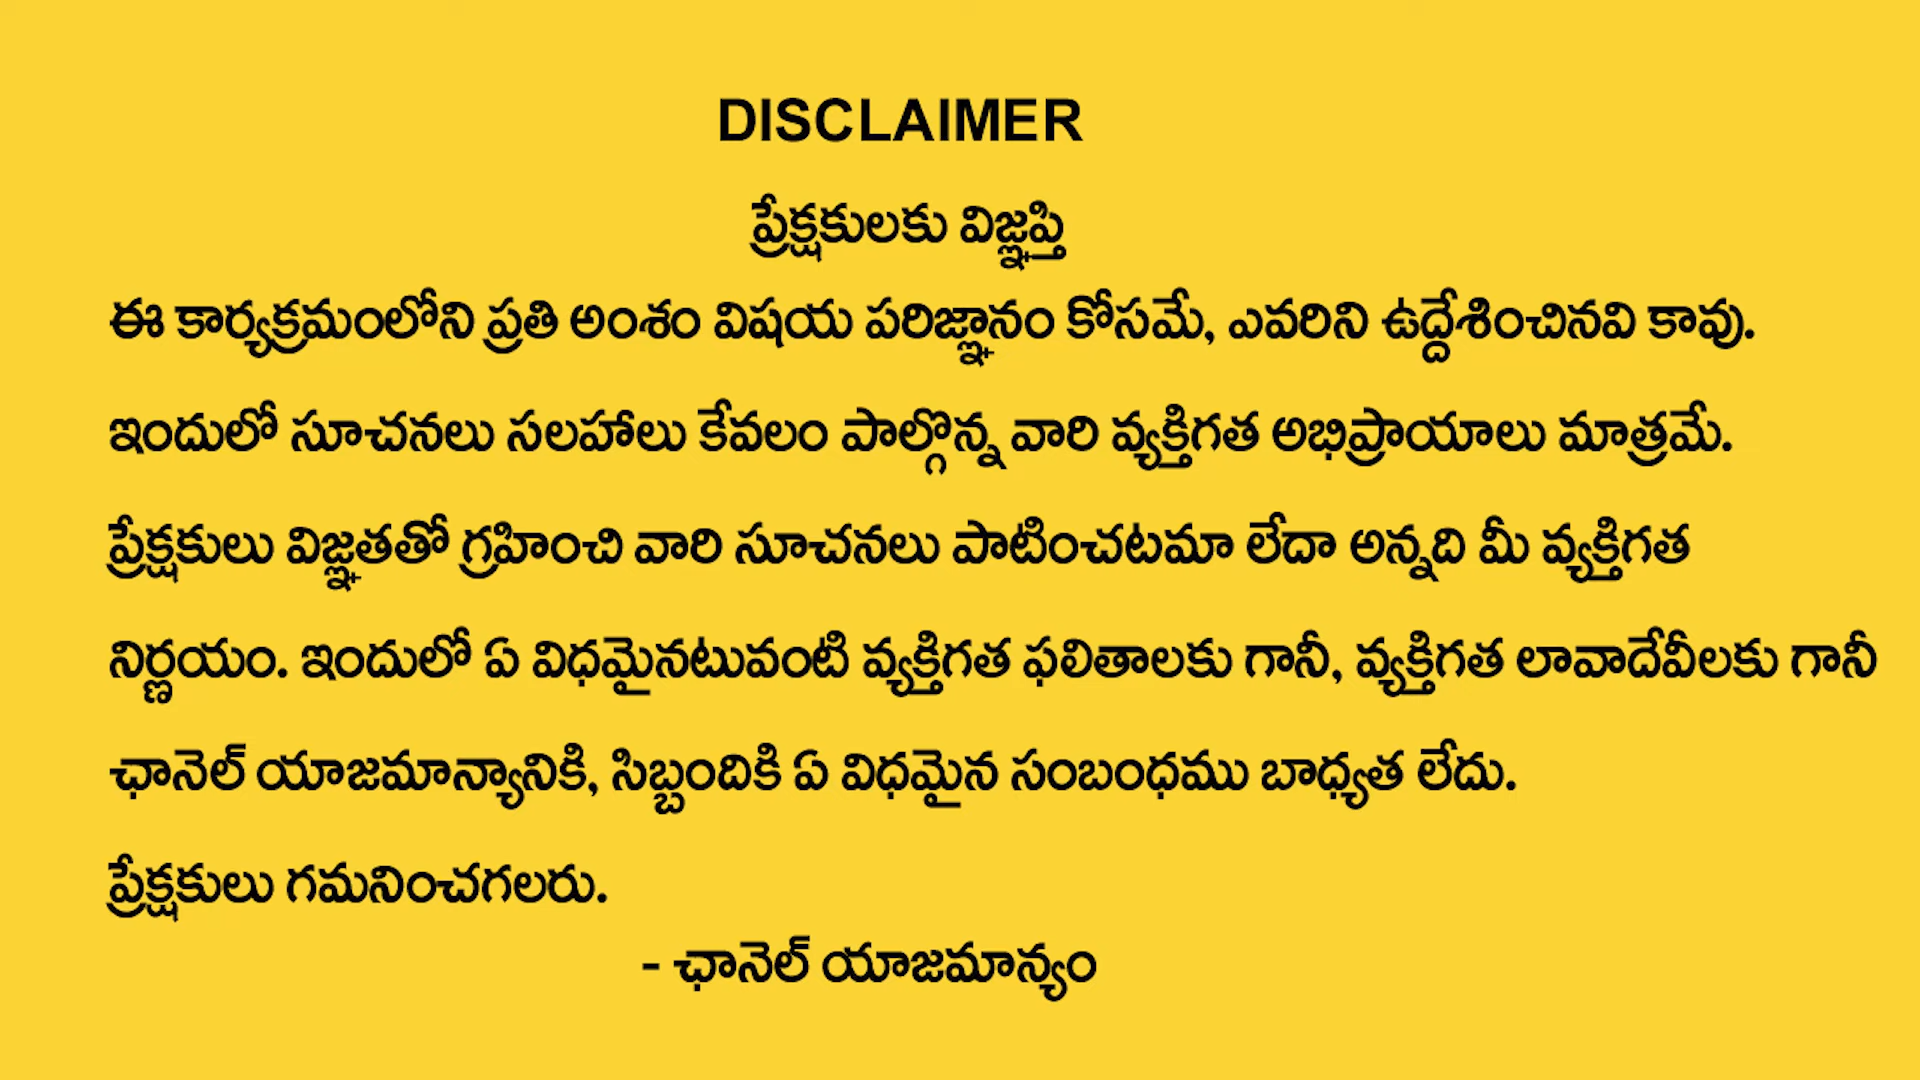 DISCLAIMER
ప్రేక్షకులకు విజ్ఞప్తి
ఈ కార్యక్రమంలోని ప్రతి అంశం విషయ పరిజ్ఞానం కోసమే, ఎవరిని ఉద్దేశించినవి కావు.
ఇందులో సూచనలు సలహాలు కేవలం పాల్గొన్న వారి వ్యక్తిగత అభిప్రాయాలు మాత్రమే.
ప్రేక్షకులు విజ్ఞతతో గ్రహించి వారి సూచనలు పాటించటమా లేదా అన్నది మీ వ్యక్తిగత
నిర్ణయం. ఇందులో ఏ విధమైనటువంటి వ్యక్తిగత ఫలితాలకు గానీ, వ్యక్తిగత లావాదేవీలకు గానీ
ఛానెల్ యాజమాన్యానికి, సిబ్బందికి ఏ విధమైన సంబంధము బాధ్యత లేదు.
ప్రేక్షకులు గమనించగలరు.
- ఛానెల్ యాజమాన్యం